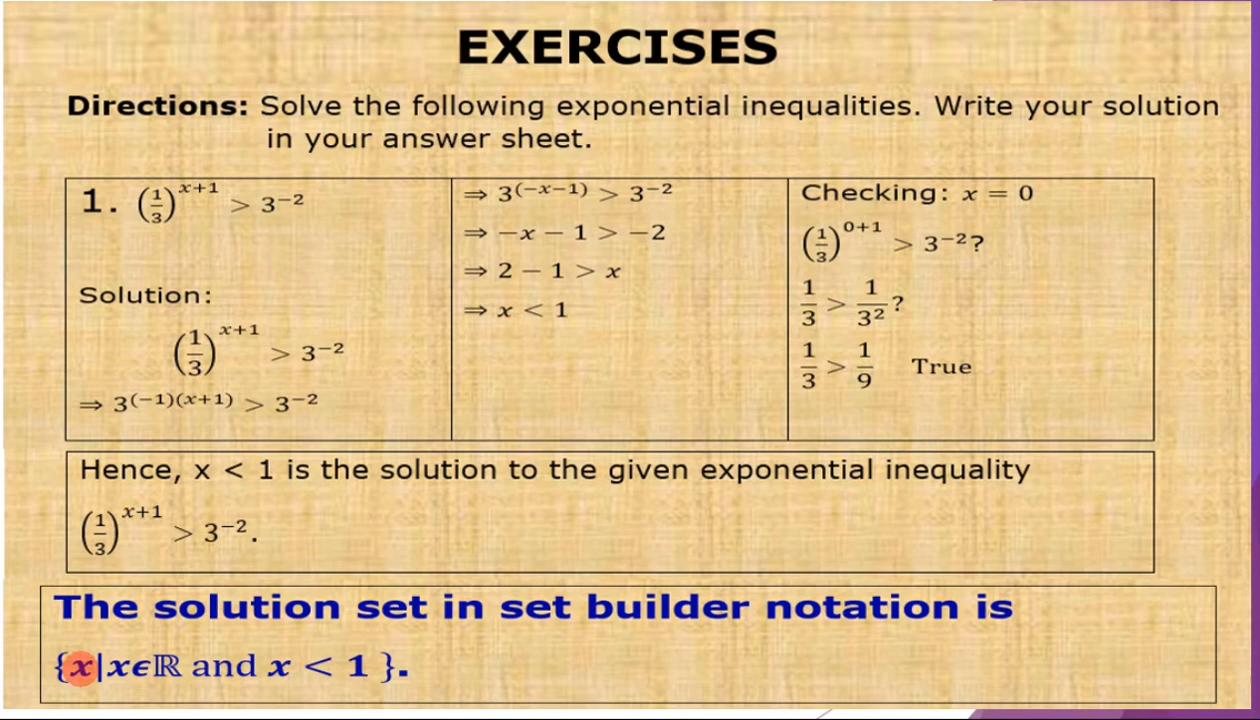 EXERCISES
Directions: Solve the following exponential inequalities. Write your solution
in your answer sheet.
1. (1/3)^(x+1) > 3^(−2)
Solution:
(1/3)^(x+1) > 3^(−2)
⇒ 3^((−1)(x+1)) > 3^(−2)
⇒ 3^((−x−1)) > 3^(−2)
⇒ −x − 1 > −2
⇒ 2 − 1 > x
⇒ x < 1
Checking: x = 0
(1/3)^(0+1) > 3^(−2)?
1/3 > 1/3^2?
1/3 > 1/9 True
Hence, x < 1 is the solution to the given exponential inequality
(1/3)^(x+1) > 3^(−2).
The solution set in set builder notation is
{x|xϵℝ and x < 1 }.